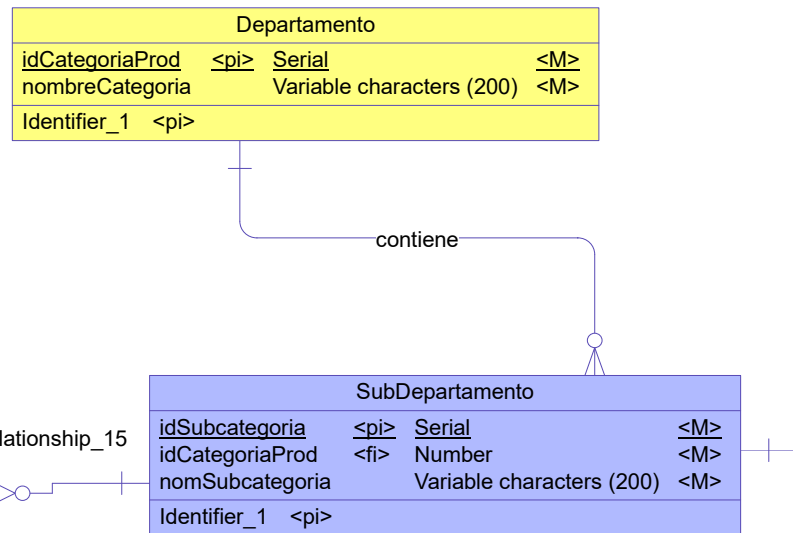 Departamento
idCategoriaProd <pi> Serial <M>
nombreCategoria Variable characters (200) <M>
Identifier_1 <pi>
contiene
SubDepartamento
lationship_15
idSubcategoria <pi> Serial <M>
idCategoriaProd <fi> Number <M>
nomSubcategoria Variable characters (200) <M>
Identifier_1 <pi>